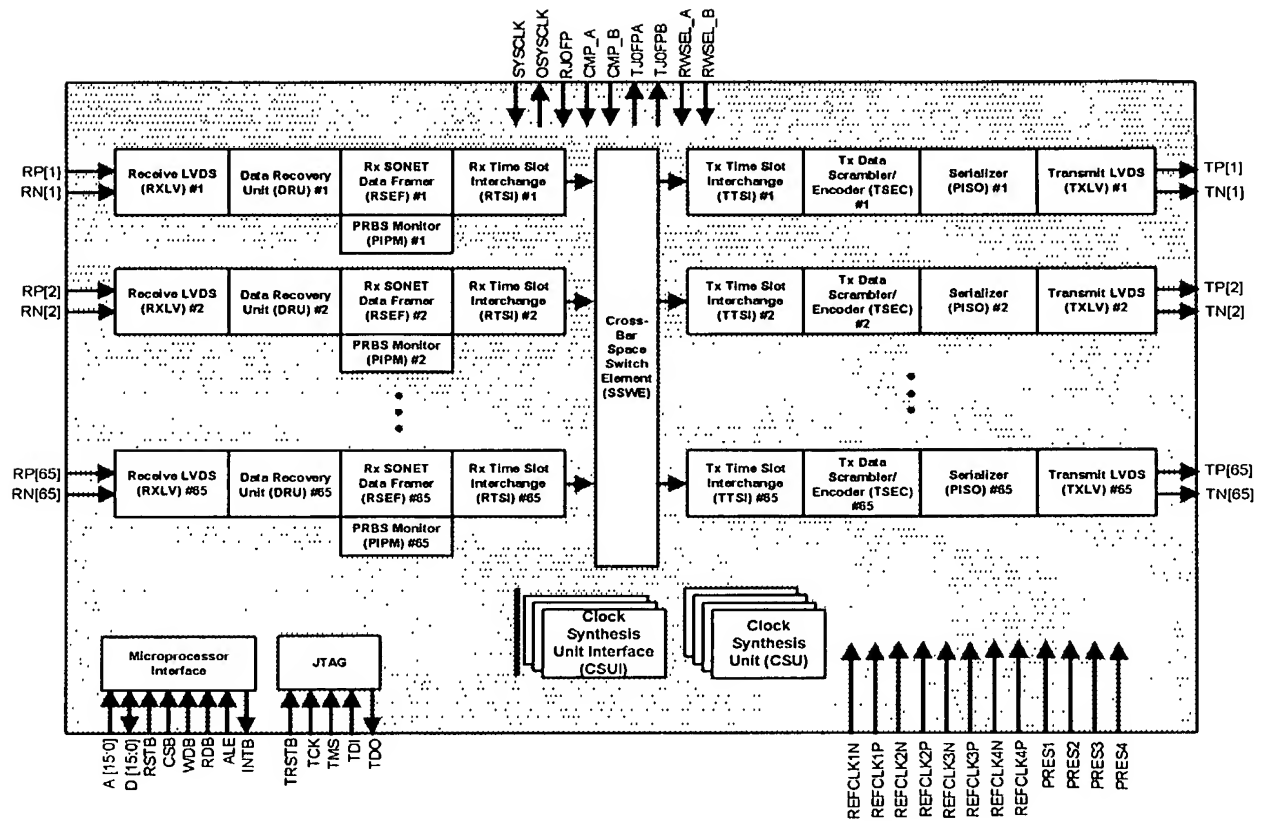 SYSCLK
OSYSCLK
RJOFP
CMP_A
CMP_B
TJ0FPA
TJ0FPB
RWSEL_A
RWSEL_B
RP[1]
RN[1]
Receive LVDS
(RXLV) #1
Data Recovery
Unit (DRU) #1
Rx SONET
Data Framer
(RSEF) #1
Rx Time Slot
Interchange
(RTSI) #1
PRBS Monitor
(PIPM) #1
Tx Time Slot
Interchange
(TTSI) #1
Tx Data
Scrambler/
Encoder (TSEC)
#1
Serializer
(PISO) #1
Transmit LVDS
(TXLV) #1
TP[1]
TN[1]
RP[2]
RN[2]
Receive LVDS
(RXLV) #2
Data Recovery
Unit (DRU) #2
Rx SONET
Data Framer
(RSEF) #2
Rx Time Slot
Interchange
(RTSI) #2
PRBS Monitor
(PIPM) #2
Cross-
Bar
Space
Switch
Element
(SSWE)
Tx Time Slot
Interchange
(TTSI) #2
Tx Data
Scrambler/
Encoder (TSEC)
#2
Serializer
(PISO) #2
Transmit LVDS
(TXLV) #2
TP[2]
TN[2]
RP[65]
RN[65]
Receive LVDS
(RXLV) #65
Data Recovery
Unit (DRU) #65
Rx SONET
Data Framer
(RSEF) #65
Rx Time Slot
Interchange
(RTSI) #65
PRBS Monitor
(PIPM) #65
Tx Time Slot
Interchange
(TTSI) #65
Tx Data
Scrambler/
Encoder (TSEC)
#65
Serializer
(PISO) #65
Transmit LVDS
(TXLV) #65
TP[65]
TN[65]
Microprocessor
Interface
JTAG
Clock
Synthesis
Unit Interface
(CSUI)
Clock
Synthesis
Unit (CSU)
A [15:0]
D [15:0]
RSTB
CSB
WDB
RDB
ALE
INTB
TRSTB
TCK
TMS
TDI
TDO
REFCLK1N
REFCLK1P
REFCLK2N
REFCLK2P
REFCLK3N
REFCLK3P
REFCLK4N
REFCLK4P
PRES1
PRES2
PRES3
PRES4